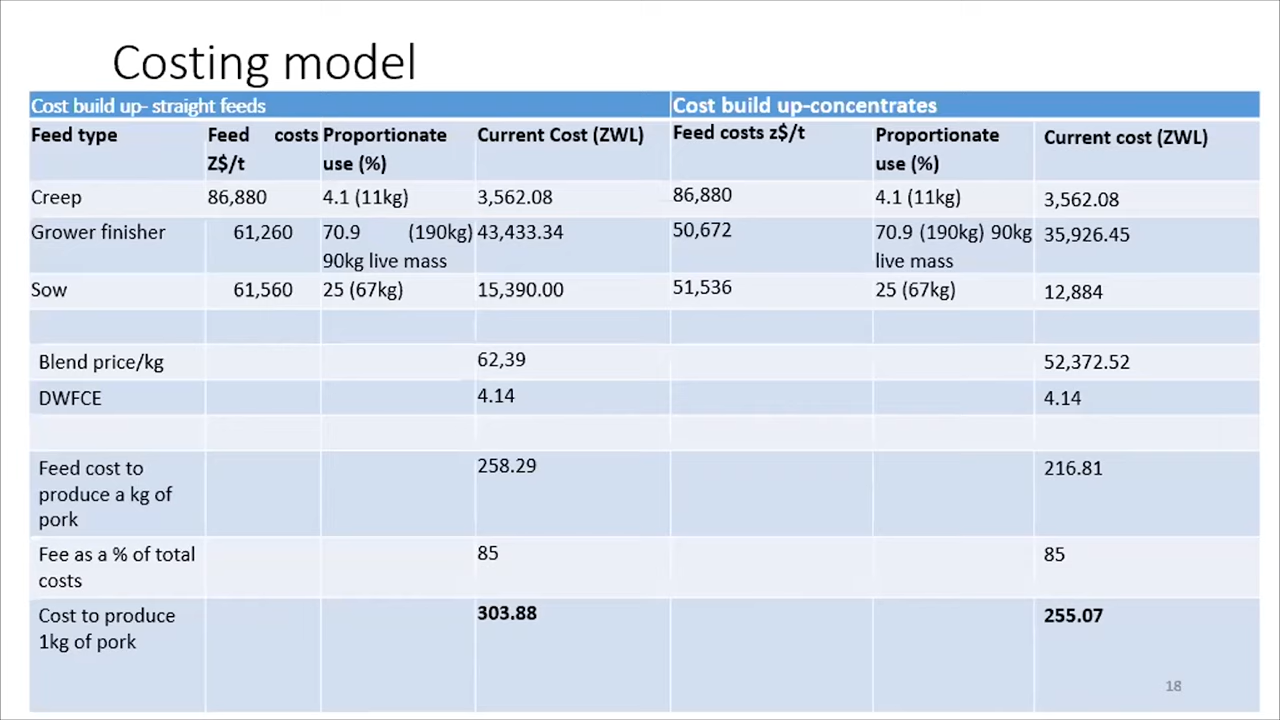 Costing model
Cost build up- straight feeds Cost build up-concentrates
Feed type Feed costs Z$/t Proportionate use (%) Current Cost (ZWL) Feed costs z$/t Proportionate use (%) Current cost (ZWL)
Creep 86,880 4.1 (11kg) 3,562.08 86,880 4.1 (11kg) 3,562.08
Grower finisher 61,260 70.9 (190kg) 90kg live mass 43,433.34 50,672 70.9 (190kg) 90kg live mass 35,926.45
Sow 61,560 25 (67kg) 15,390.00 51,536 25 (67kg) 12,884
Blend price/kg 62,39 52,372.52
DWFCE 4.14 4.14
Feed cost to produce a kg of pork 258.29 216.81
Fee as a % of total costs 85 85
Cost to produce 1kg of pork 303.88 255.07
18